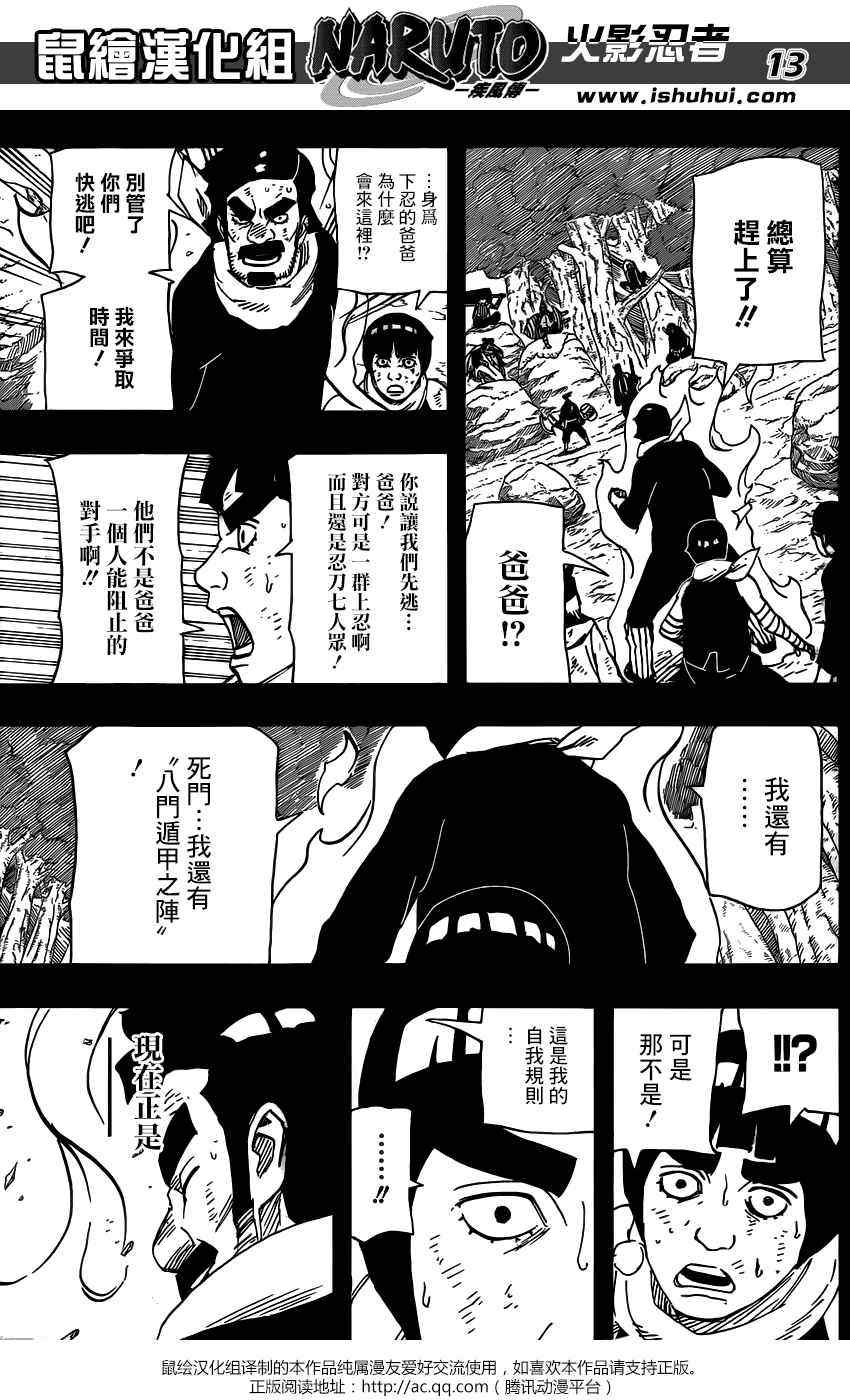 鼠繪漢化組
NARUTO
—疾風傳—
火影忍者
13
www.ishuhui.com
總算
趕上了!!
爸爸!?
…身爲
下忍的爸爸
為什麼
會來這裡!?
別管了
你們
快逃吧!
我來爭取
時間!
你說讓我們先逃…
爸爸!
對方可是一群上忍啊
而且還是忍刀七人眾!
他們不是爸爸
一個人能阻止的
對手啊!!
我還有
……
死門…我還有
〝八門遁甲之陣〞
!
!!?
可是
那不是!
這是我的
自我規則
…
……!!
現在正是
鼠绘汉化组译制的本作品纯属漫友爱好交流使用，如喜欢本作品请支持正版。
正版阅读地址：http://ac.qq.com（腾讯动漫平台）